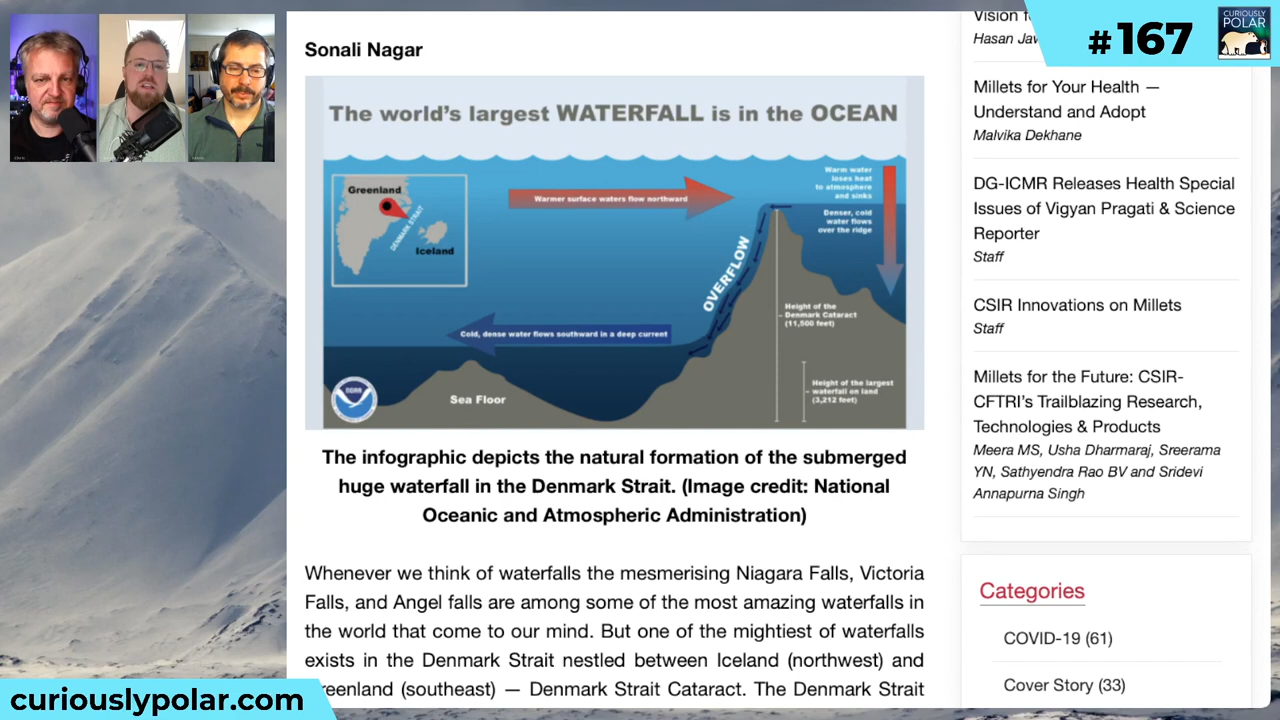 #167
CURIOUSLY
POLAR
Sonali Nagar
The world's largest WATERFALL is in the OCEAN
Greenland
DENMARK STRAIT
Iceland
Warmer surface waters flow northward
Warm water
loses heat
to atmosphere
and sinks
Denser, cold
water flows
over the ridge
OVERFLOW
Height of the
Denmark Cataract
(11,500 feet)
Cold, dense water flows southward in a deep current
Height of the largest
waterfall on land
(3,212 feet)
NOAA
Sea Floor
The infographic depicts the natural formation of the submerged
huge waterfall in the Denmark Strait. (Image credit: National
Oceanic and Atmospheric Administration)
Whenever we think of waterfalls the mesmerising Niagara Falls, Victoria
Falls, and Angel falls are among some of the most amazing waterfalls in
the world that come to our mind. But one of the mightiest of waterfalls
exists in the Denmark Strait nestled between Iceland (northwest) and
reenland (southeast) — Denmark Strait Cataract. The Denmark Strait
Vision
Hasan
Millets for Your Health —
Understand and Adopt
Malvika Dekhane
DG-ICMR Releases Health Special
Issues of Vigyan Pragati & Science
Reporter
Staff
CSIR Innovations on Millets
Staff
Millets for the Future: CSIR-
CFTRI's Trailblazing Research,
Technologies & Products
Meera MS, Usha Dharmaraj, Sreerama
YN, Sathyendra Rao BV and Sridevi
Annapurna Singh
Categories
COVID-19 (61)
Cover Story (33)
curiouslypolar.com